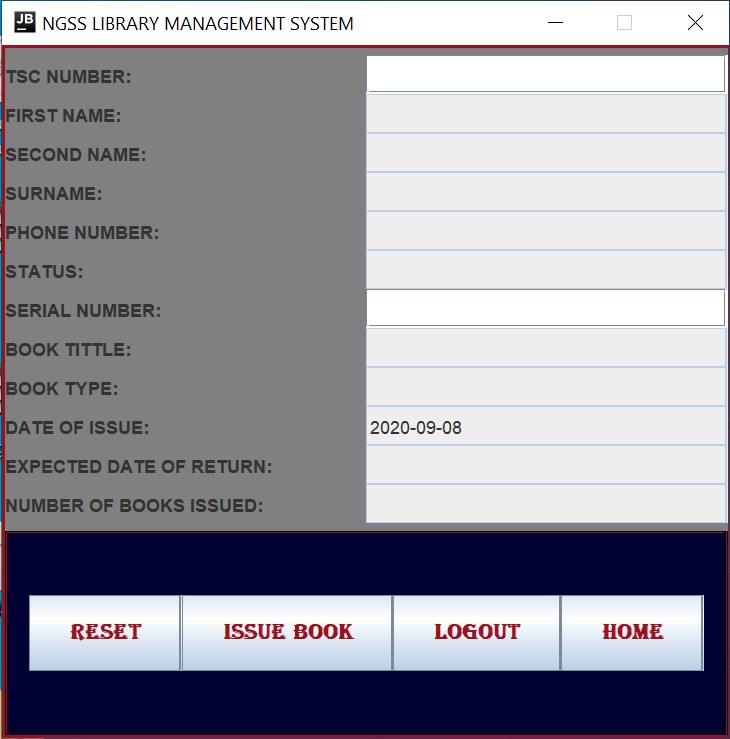 JB NGSS LIBRARY MANAGEMENT SYSTEM
TSC NUMBER:
FIRST NAME:
SECOND NAME:
SURNAME:
PHONE NUMBER:
STATUS:
SERIAL NUMBER:
BOOK TITTLE:
BOOK TYPE:
DATE OF ISSUE: 2020-09-08
EXPECTED DATE OF RETURN:
NUMBER OF BOOKS ISSUED:
RESET ISSUE BOOK LOGOUT HOME